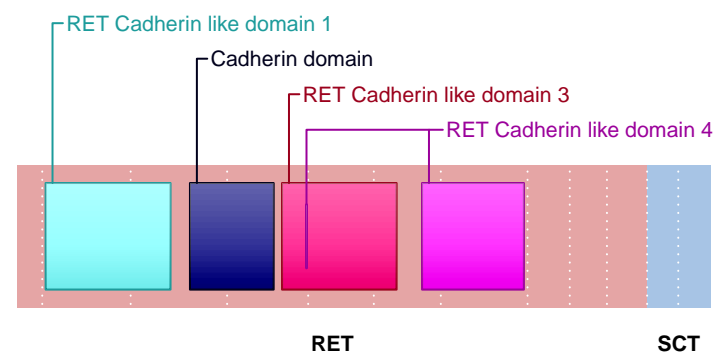 RET Cadherin like domain 1
Cadherin domain
RET Cadherin like domain 3
RET Cadherin like domain 4
RET SCT